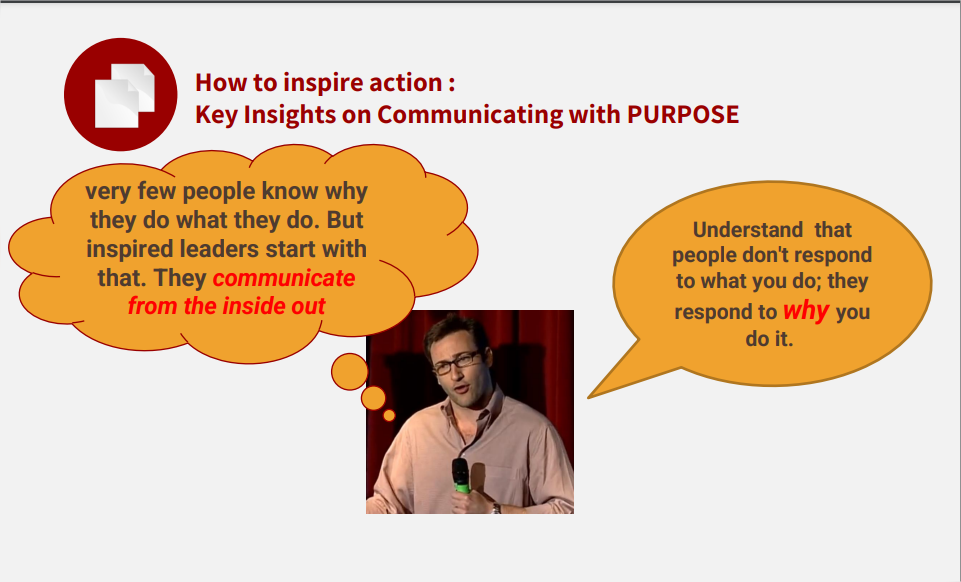 How to inspire action :
Key Insights on Communicating with PURPOSE
very few people know why
they do what they do. But
inspired leaders start with
that. They communicate
from the inside out
Understand  that
people don't respond
to what you do; they
respond to why you
do it.